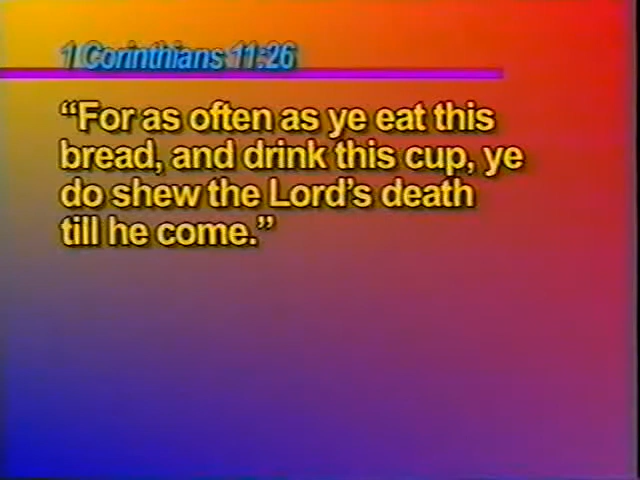 1 Corinthians 11:26
“For as often as ye eat this
bread, and drink this cup, ye
do shew the Lord’s death
till he come.”